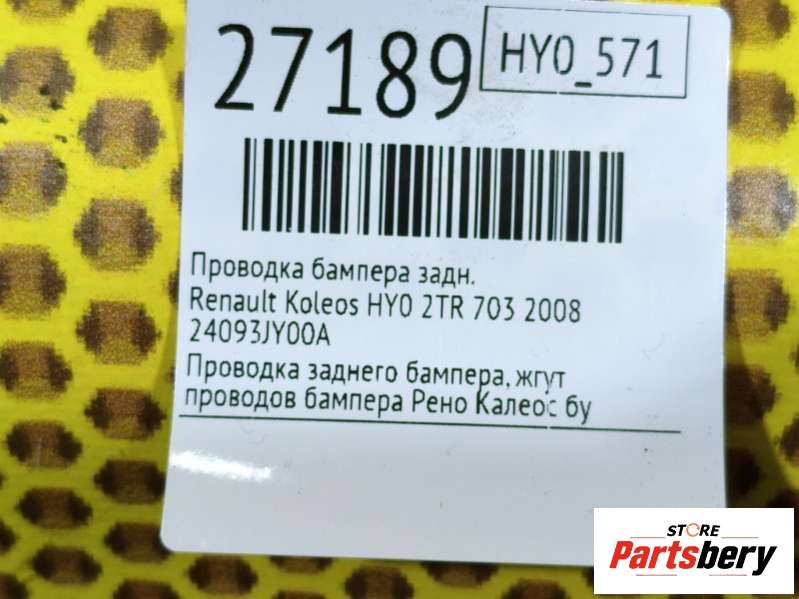 27189
HY0_571
Проводка бампера задн.
Renault Koleos HY0 2TR 703 2008
24093JY00A
Проводка заднего бампера, жгут
проводов бампера Рено Калеос бу
STORE
Partsbery